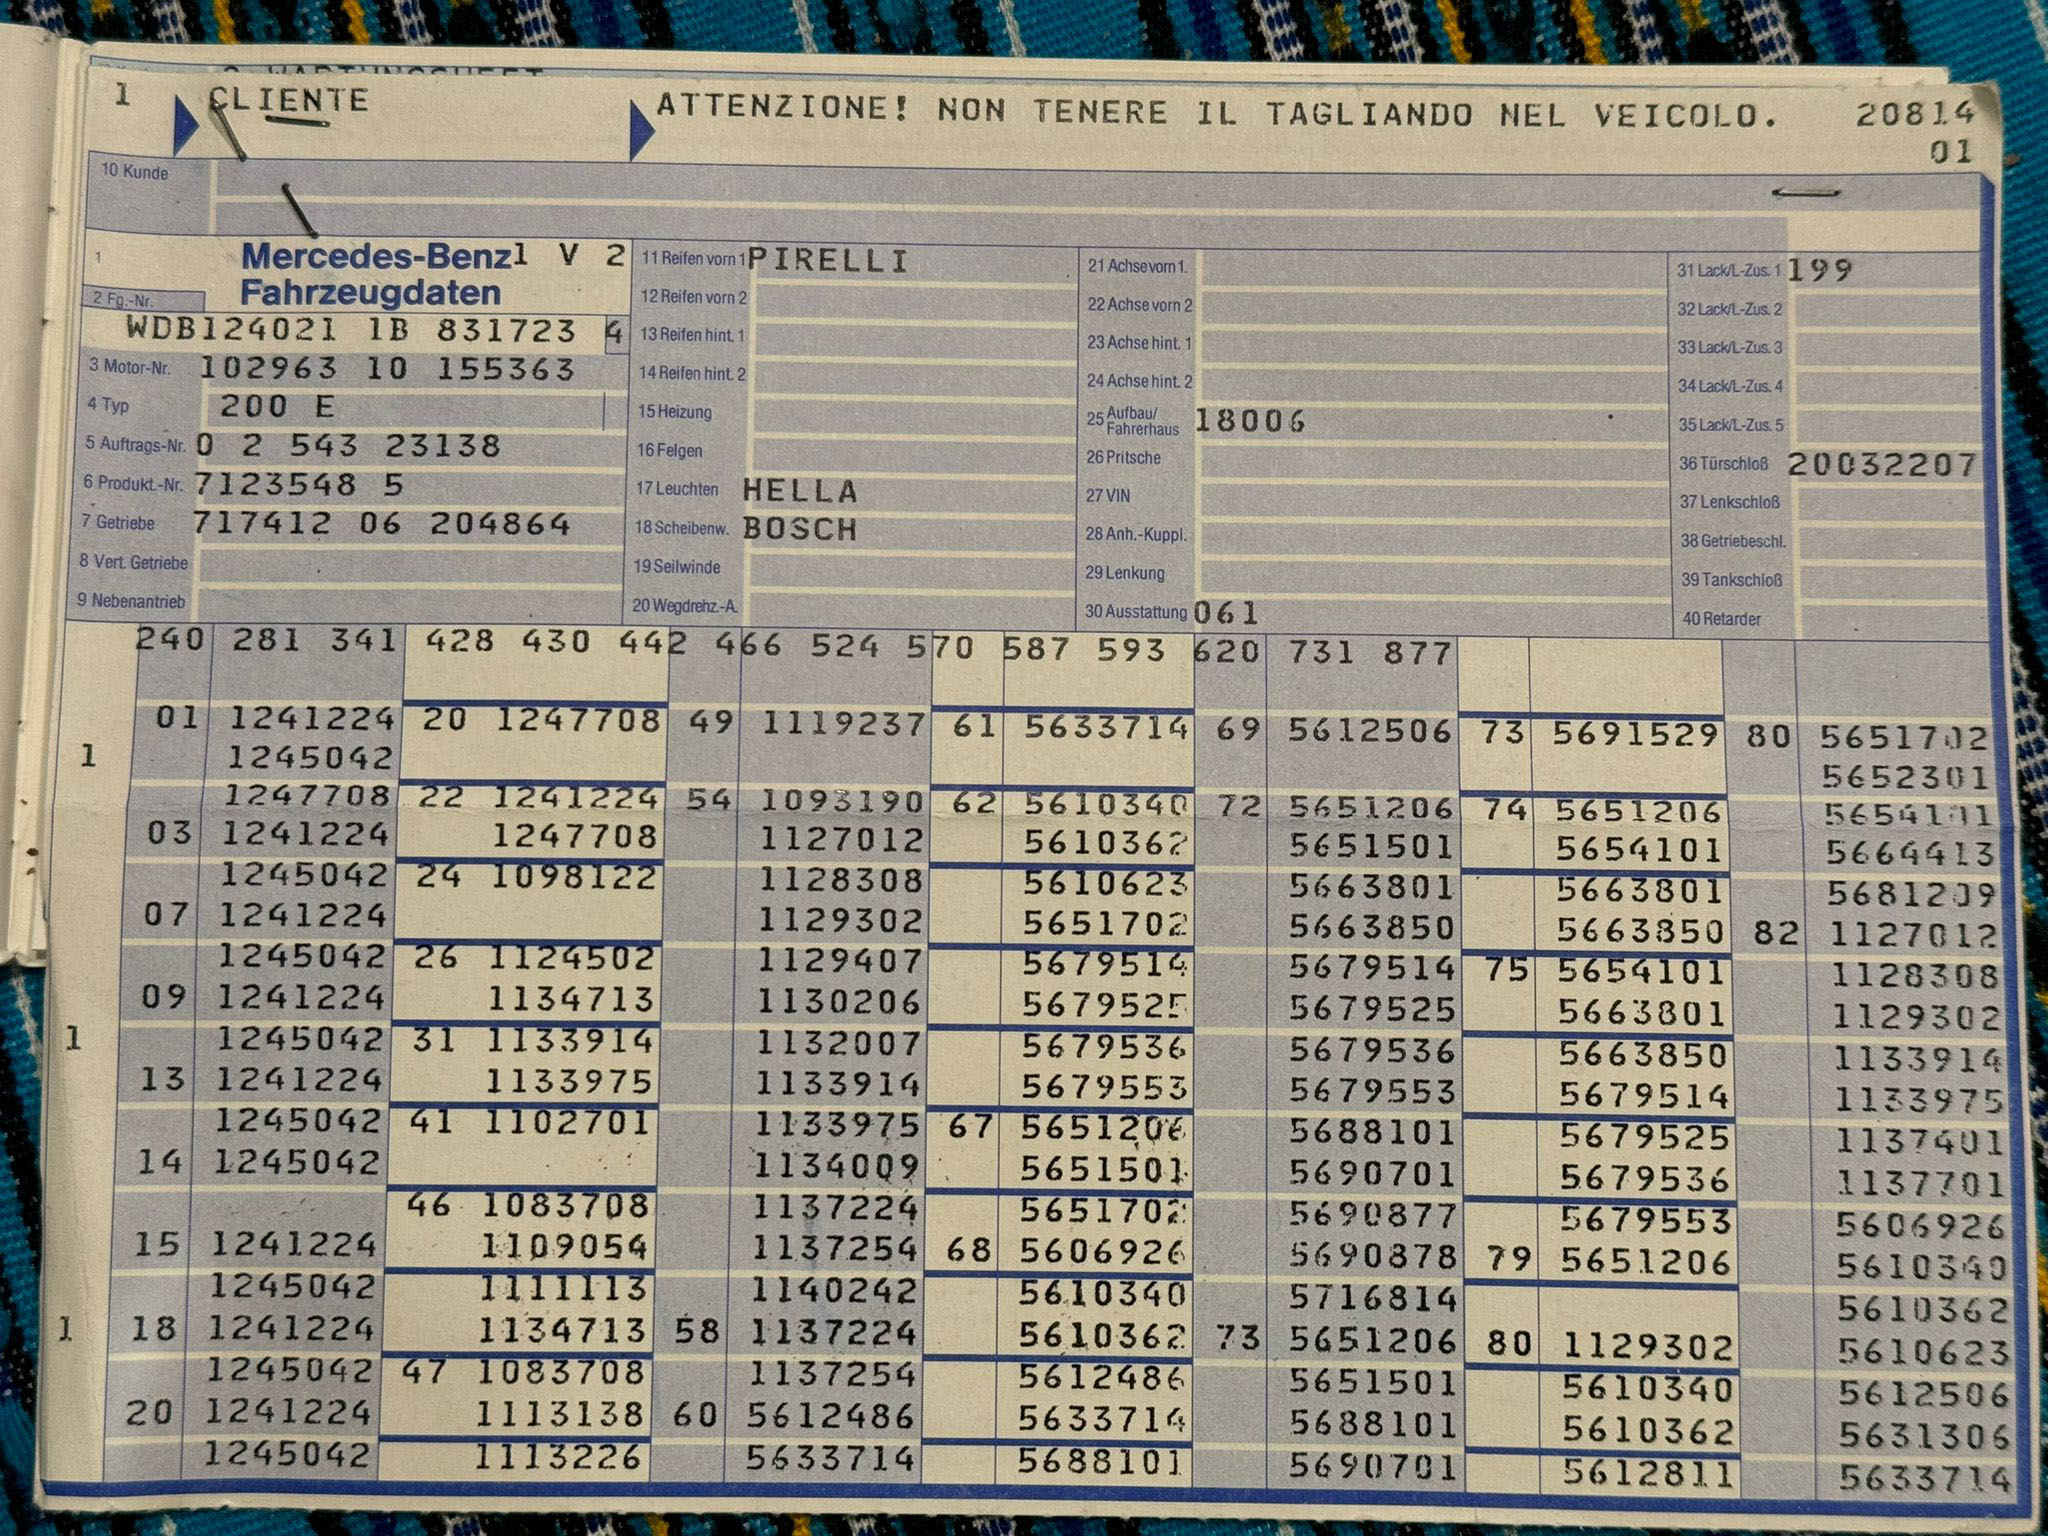 1 CLIENTE ATTENZIONE! NON TENERE IL TAGLIANDO NEL VEICOLO. 20814
01
10 Kunde
1 Mercedes-Benz 1 V 2 11 Reifen vorn 1 PIRELLI 21 Achse vorn 1. 31 Lack/L-Zus. 1 199
2 Fg.-Nr. Fahrzeugdaten 12 Reifen vorn 2 22 Achse vorn 2 32 Lack/L-Zus. 2
WDB124021 1B 831723 4 13 Reifen hint. 1 23 Achse hint. 1 33 Lack/L-Zus. 3
3 Motor-Nr. 102963 10 155363 14 Reifen hint. 2 24 Achse hint. 2 34 Lack/L-Zus. 4
4 Typ 200 E 15 Heizung 25 Aufbau/ Fahrerhaus 18006 35 Lack/L-Zus. 5
5 Auftrags-Nr. 0 2 543 23138 16 Felgen 26 Pritsche 36 Türschloß 20032207
6 Produkt.-Nr. 7123548 5 17 Leuchten HELLA 27 VIN 37 Lenkschloß
7 Getriebe 717412 06 204864 18 Scheibenw. BOSCH 28 Anh.-Kuppl. 38 Getriebeschl.
8 Vert. Getriebe 19 Seilwinde 29 Lenkung 39 Tankschloß
9 Nebenantrieb 20 Wegdrehz.-A. 30 Ausstattung 061 40 Retarder
240 281 341 428 430 442 466 524 570 587 593 620 731 877
01 1241224 20 1247708 49 1119237 61 5633714 69 5612506 73 5691529 80 5651702
1 1245042 5652301
1247708 22 1241224 54 1093190 62 5610340 72 5651206 74 5651206 5654101
03 1241224 1247708 1127012 5610362 5651501 5654101 5664413
1245042 24 1098122 1128308 5610623 5663801 5663801 5681209
07 1241224 1129302 5651702 5663850 5663850 82 1127012
1245042 26 1124502 1129407 5679514 5679514 75 5654101 1128308
09 1241224 1134713 1130206 5679525 5679525 5663801 1129302
1 1245042 31 1133914 1132007 5679536 5679536 5663850 1133914
13 1241224 1133975 1133914 5679553 5679553 5679514 1133975
1245042 41 1102701 1133975 67 5651206 5688101 5679525 1137401
14 1245042 1134009 5651501 5690701 5679536 1137701
46 1083708 1137224 5651702 5690877 5679553 5606926
15 1241224 1109054 1137254 68 5606926 5690878 79 5651206 5610340
1245042 1111113 1140242 5610340 5716814 5610362
1 18 1241224 1134713 58 1137224 5610362 73 5651206 80 1129302 5610623
1245042 47 1083708 1137254 5612486 5651501 5610340 5612506
20 1241224 1113138 60 5612486 5633714 5688101 5610362 5631306
1245042 1113226 5633714 5688101 5690701 5612811 5633714